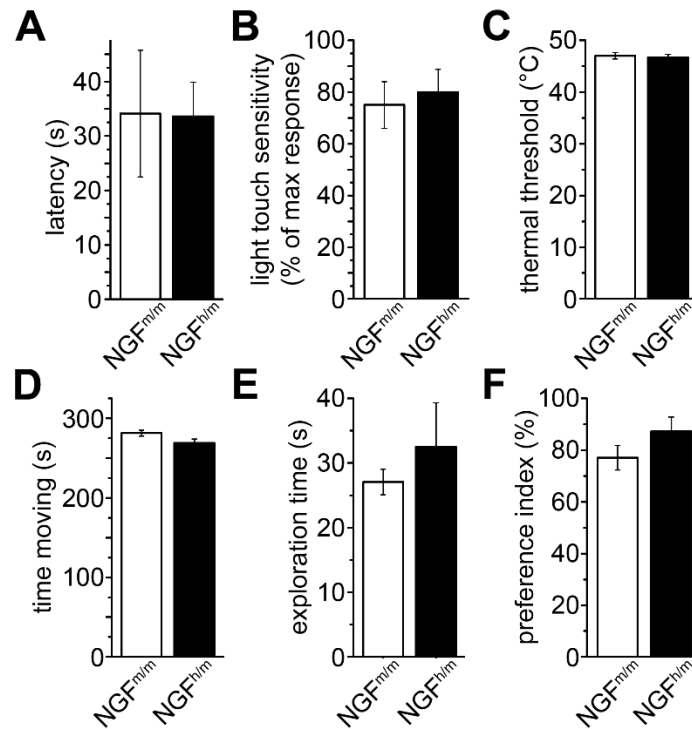 A
latency (s)
40
30
20
10
0
NGFm/m
NGFh/m
B
light touch sensitivity
(% of max response)
100
80
60
40
20
0
NGFm/m
NGFh/m
C
thermal threshold (°C)
50
40
30
20
10
0
NGFm/m
NGFh/m
D
time moving (s)
300
250
100
50
0
NGFm/m
NGFh/m
E
exploration time (s)
40
30
20
10
0
NGFm/m
NGFh/m
F
preference index (%)
100
80
60
40
20
0
NGFm/m
NGFh/m